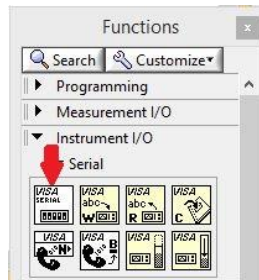 Functions
x
Search Customize
Programming
Measurement I/O
Instrument I/O
Serial
VISA VISA VISA VISA
SERIAL abc abc
W R C
VISA VISA VISA VISA
N B